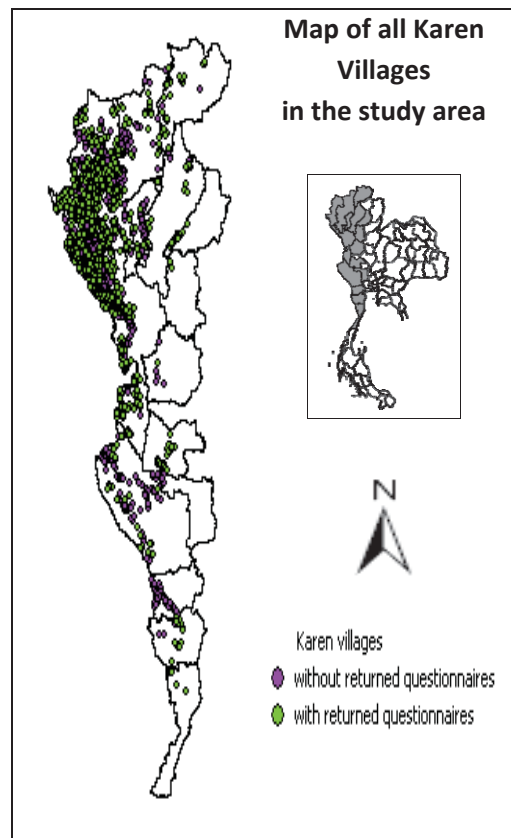 Map of all Karen
Villages
in the study area
N
Karen villages
without returned questionnaires
with returned questionnaires